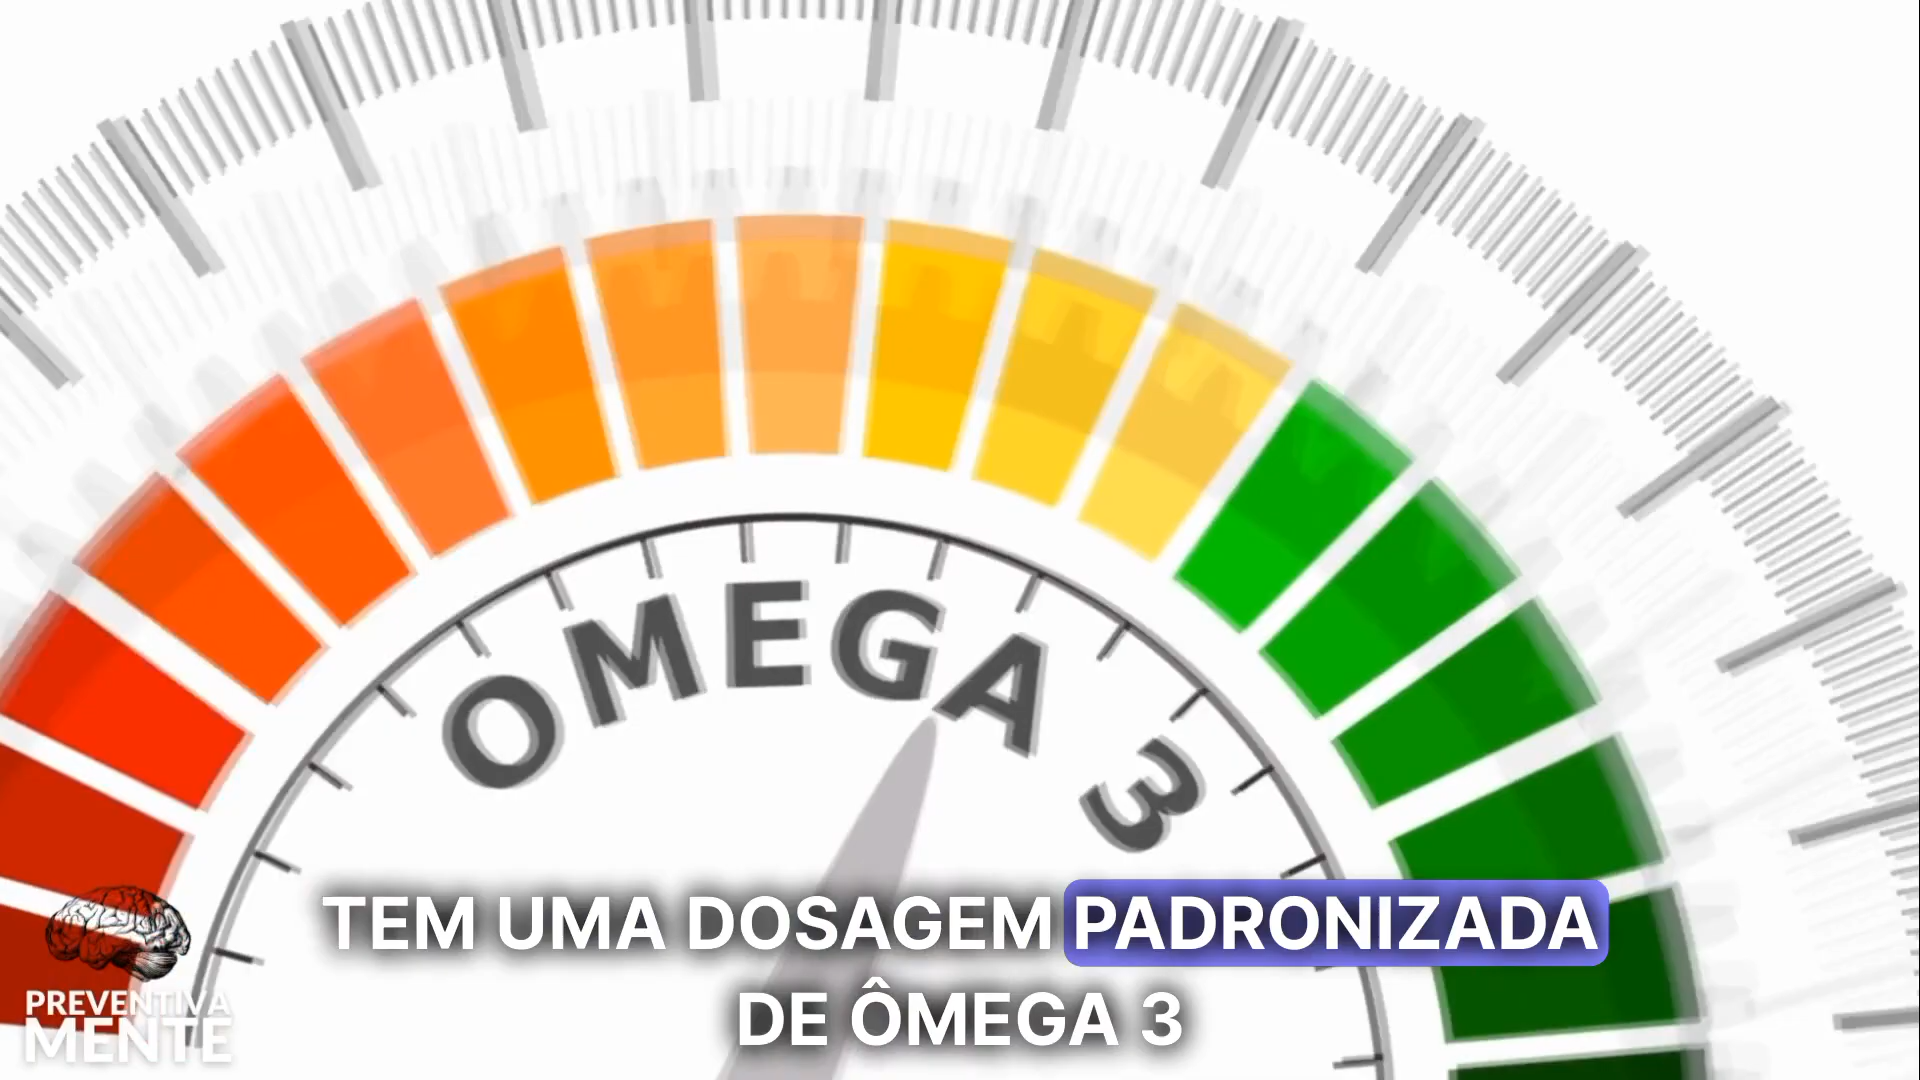 OMEGA 3
TEM UMA DOSAGEM PADRONIZADA
DE ÔMEGA 3
PREVENTIVA
MENTE